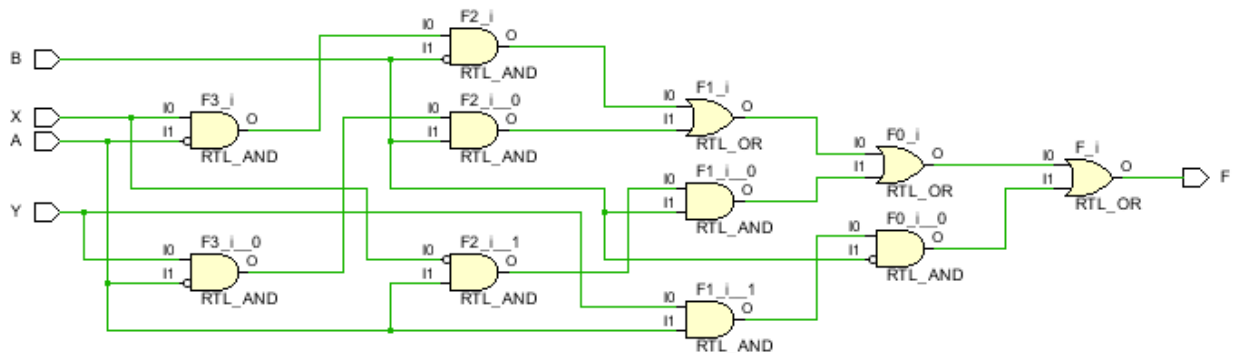 F2_i
I0
O
I1
B
RTL_AND
F3_i
F2_i__0
F1_i
X
I0
O
I0
O
I0
O
A
I1
I1
I1
F0_i
RTL_AND
RTL_AND
RTL_OR
I0
O
F_i
I1
I0
O
F
F1_i__0
RTL_OR
I1
I0
O
RTL_OR
I1
Y
F0_i__0
RTL_AND
I0
O
F3_i__0
F2_i__1
I1
I0
O
I0
O
RTL_AND
I1
I1
F1_i__1
RTL_AND
RTL_AND
I0
O
I1
RTL_AND